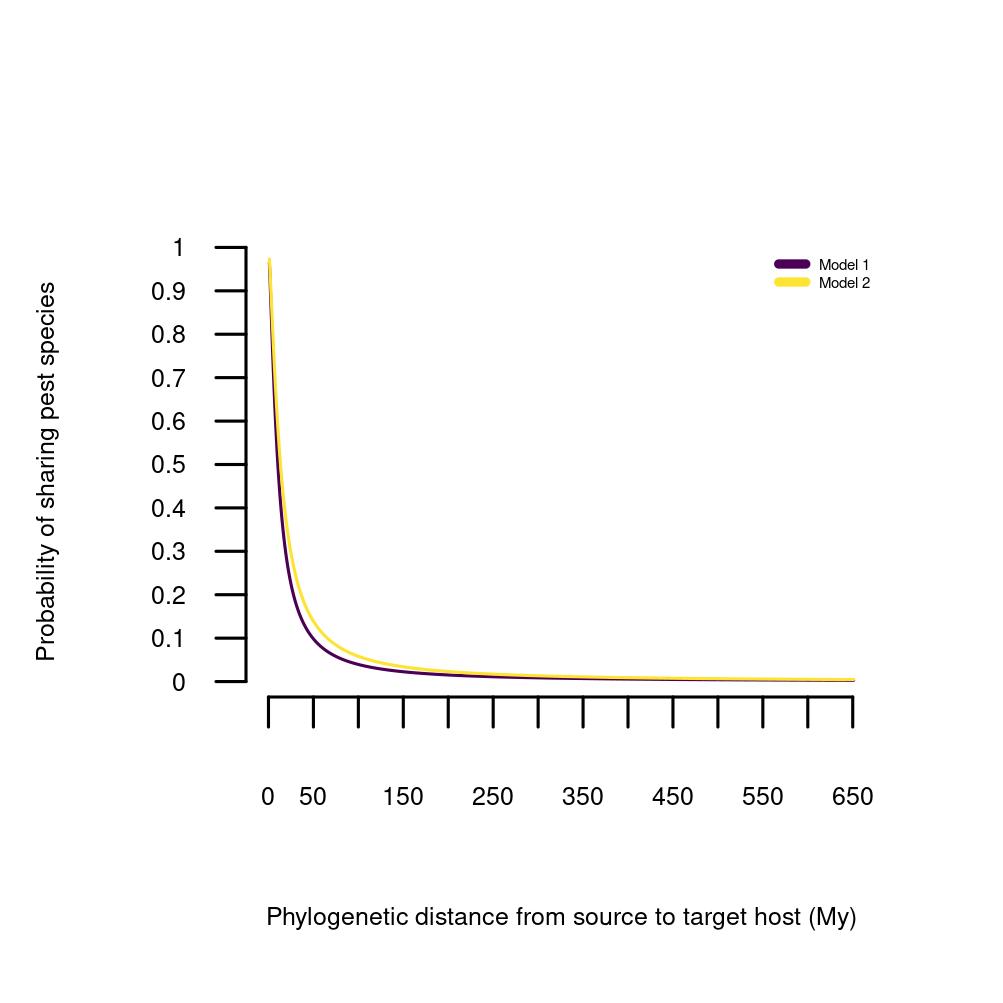 Model 1
Model 2
Probability of sharing pest species
1
0.9
0.8
0.7
0.6
0.5
0.4
0.3
0.2
0.1
0
0 50 150 250 350 450 550 650
Phylogenetic distance from source to target host (My)